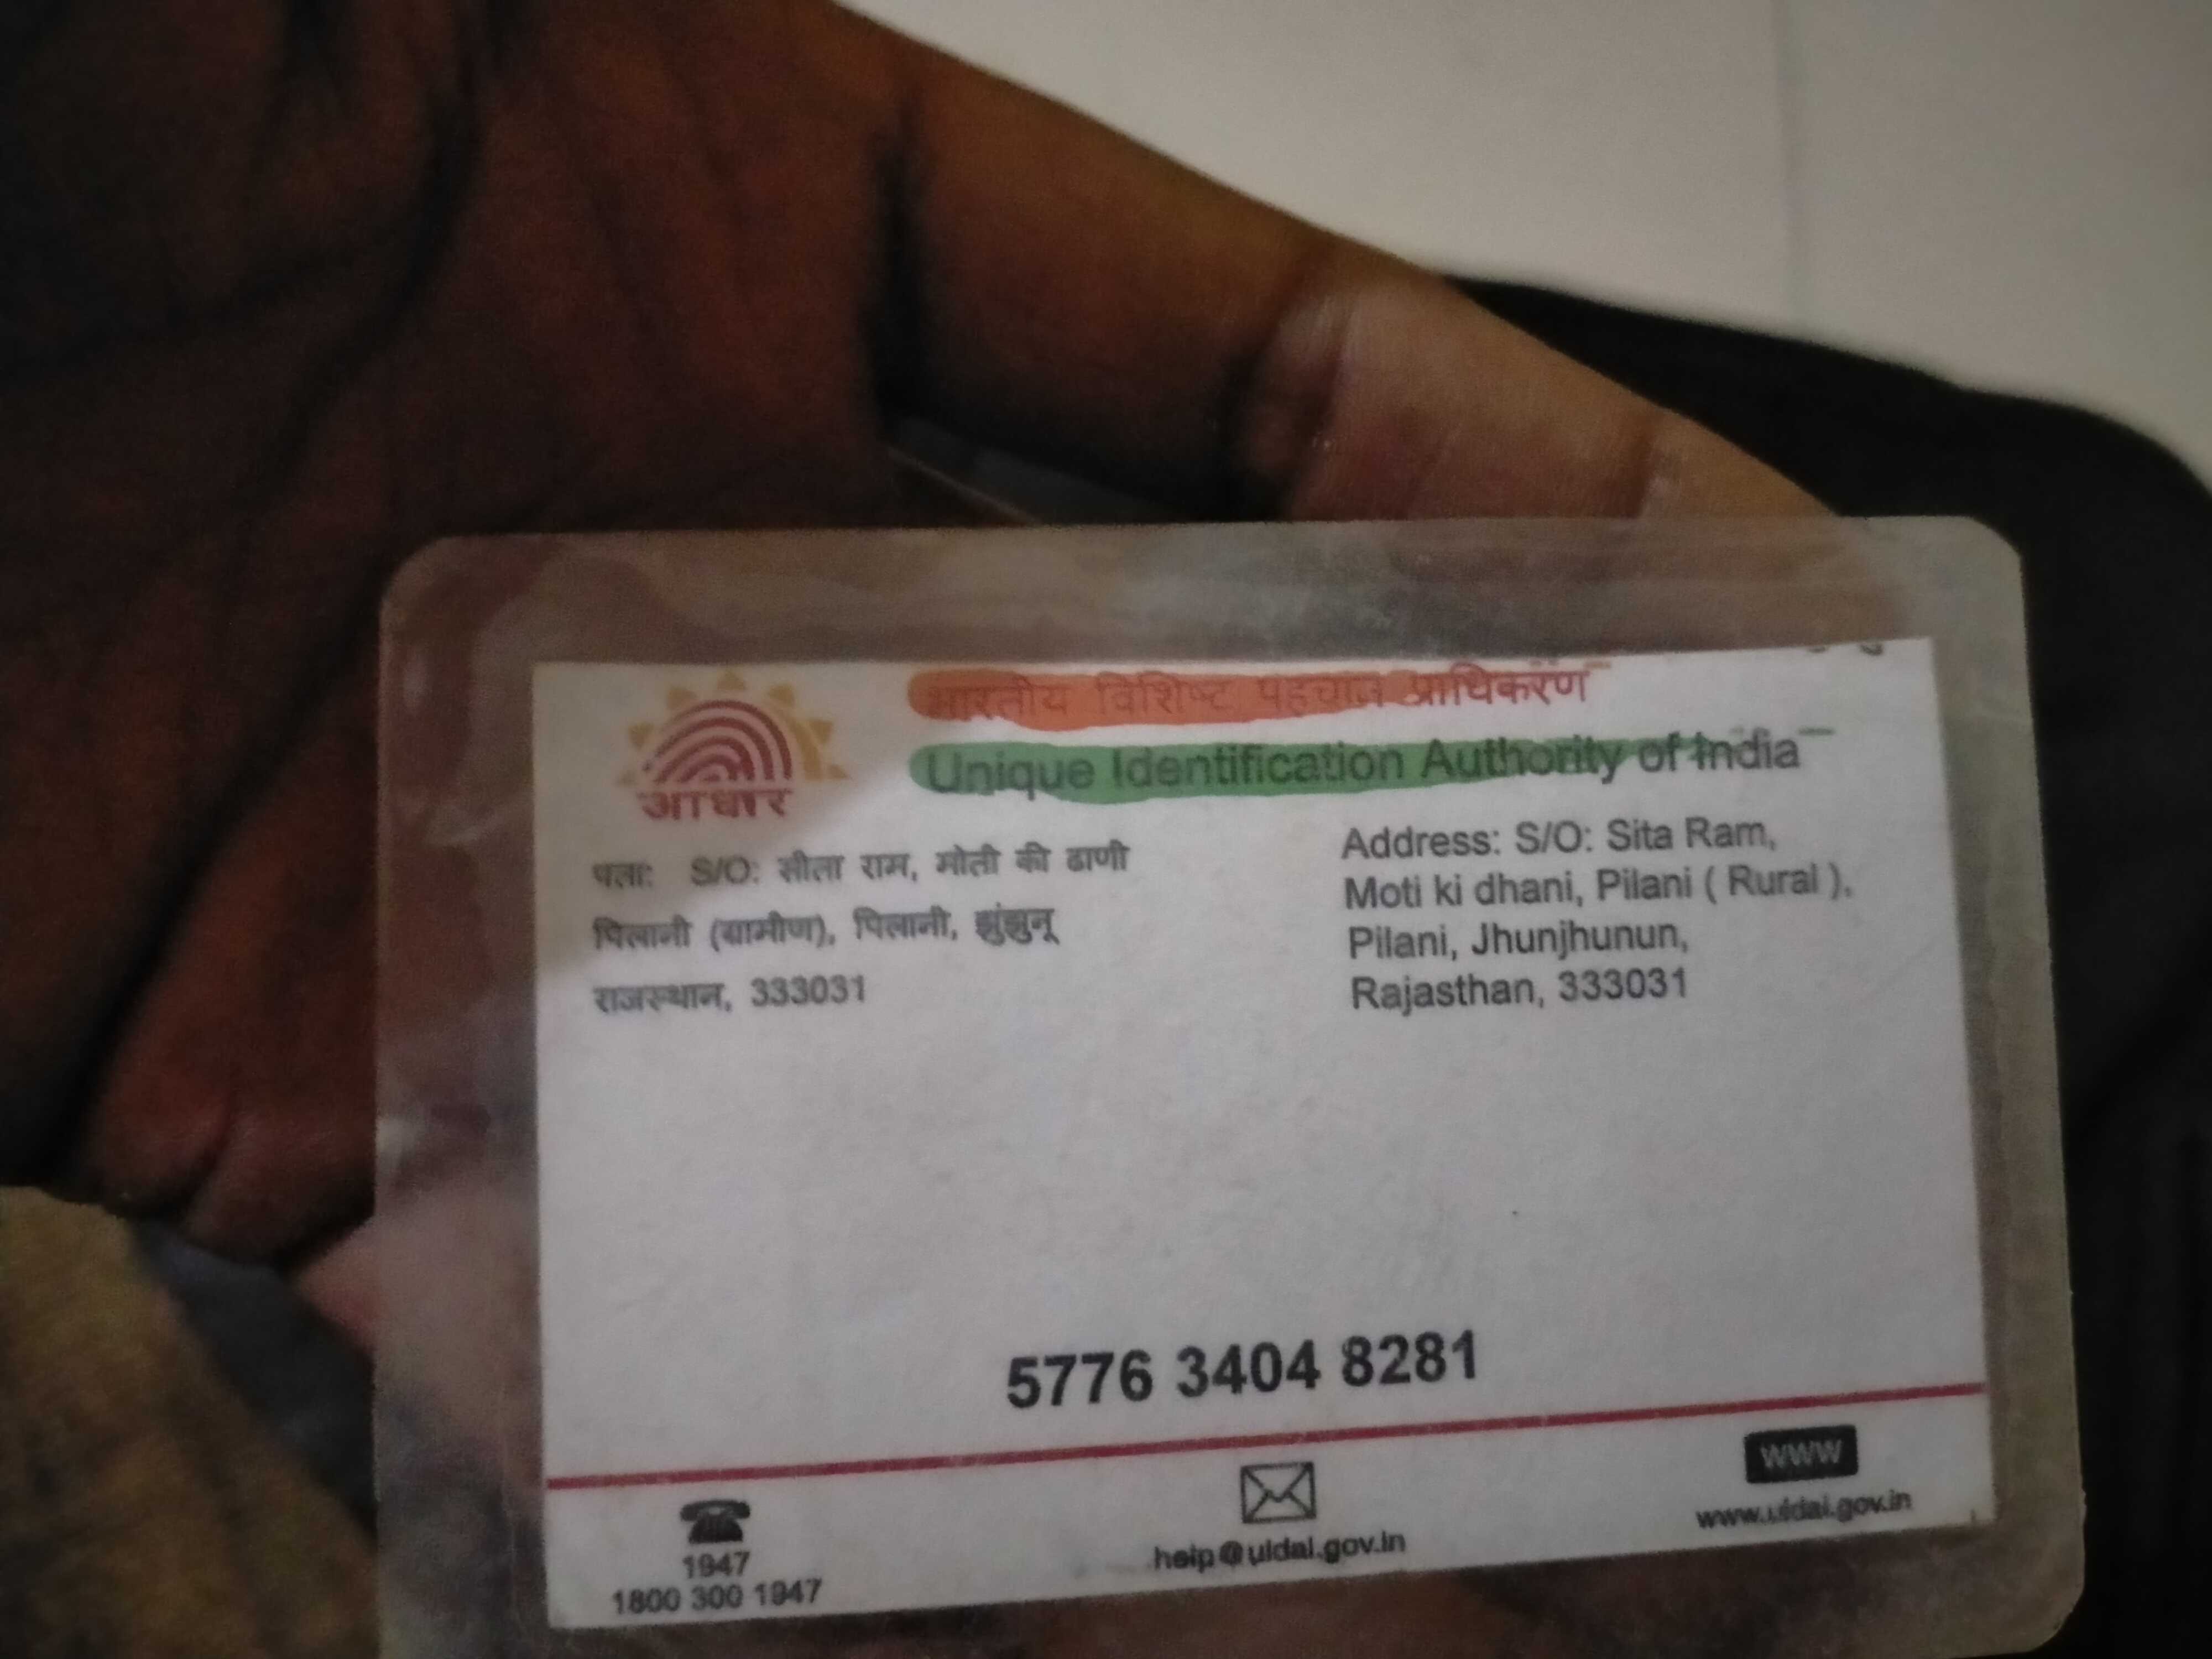 आधार
भारतीय विशिष्ट पहचान प्राधिकरण
Unique Identification Authority of India
पता: S/O: सीता राम, मोती की ढाणी
पिलानी (ग्रामीण), पिलानी, झुंझुनू
राजस्थान, 333031
Address: S/O: Sita Ram,
Moti ki dhani, Pilani ( Rural ),
Pilani, Jhunjhunun,
Rajasthan, 333031
5776 3404 8281
1947
1800 300 1947
help@uidai.gov.in
WWW
www.uidai.gov.in